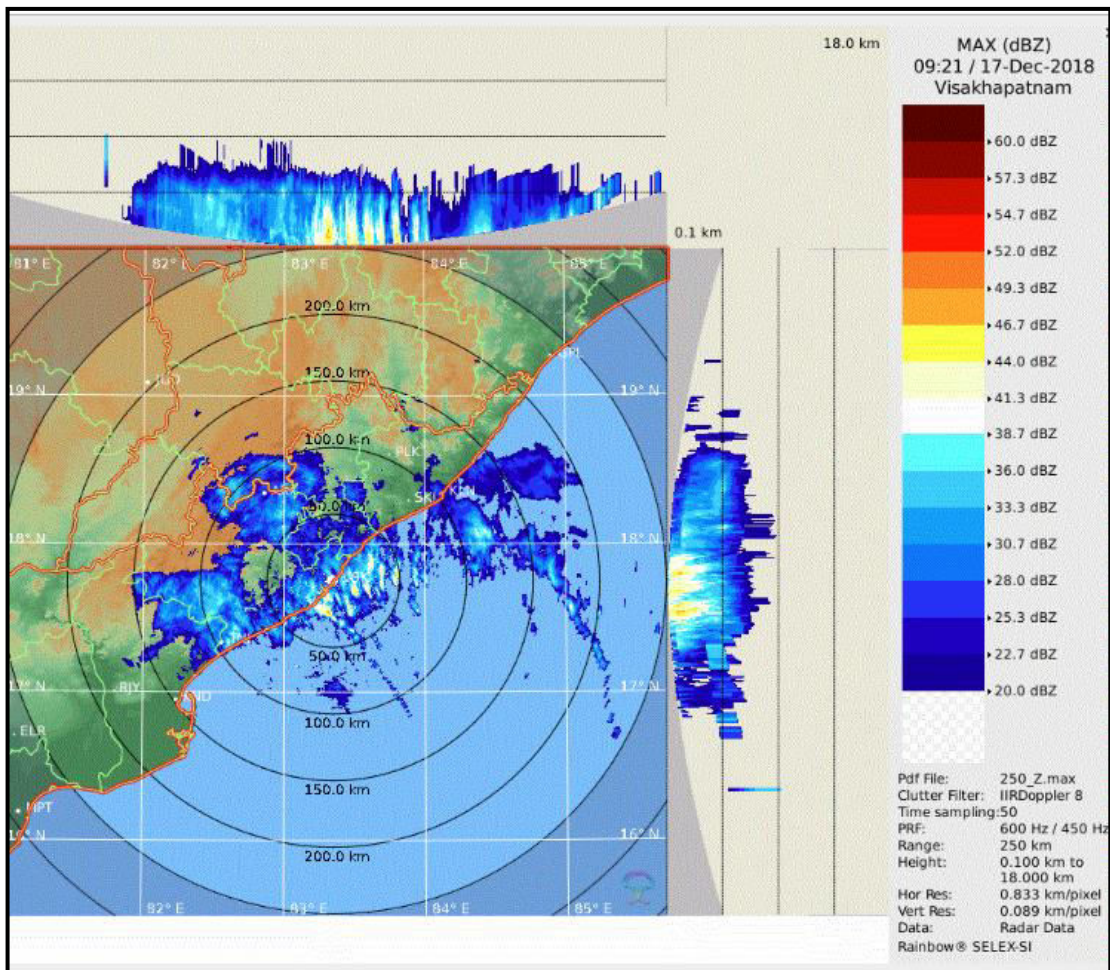 18.0 km
MAX (dBZ)
09:21 / 17-Dec-2018
Visakhapatnam
60.0 dBZ
57.3 dBZ
54.7 dBZ
52.0 dBZ
49.3 dBZ
46.7 dBZ
44.0 dBZ
41.3 dBZ
38.7 dBZ
36.0 dBZ
33.3 dBZ
30.7 dBZ
28.0 dBZ
25.3 dBZ
22.7 dBZ
20.0 dBZ
0.1 km
81° E
82° E
83° E
84° E
85° E
200.0 km
150.0 km
19° N
100.0 km
PLK
SKL
18° N
50.0 km
17° N
RJY
100.0 km
ELR
150.0 km
MPT
16° N
200.0 km
82° E
83° E
84° E
85° E
Pdf File: 250_Z.max
Clutter Filter: IIRDoppler 8
Time sampling:50
PRF: 600 Hz / 450 Hz
Range: 250 km
Height: 0.100 km to
18.000 km
Hor Res: 0.833 km/pixel
Vert Res: 0.089 km/pixel
Data: Radar Data
Rainbow® SELEX-SI